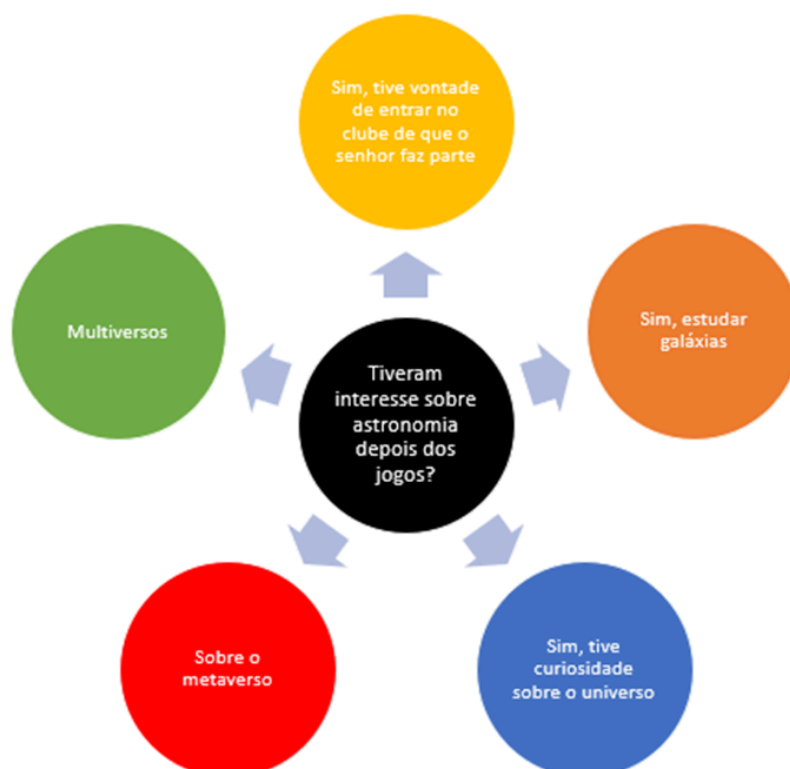 Sim, tive vontade
de entrar no
clube de que o
senhor faz parte
Multiversos
Sim, estudar
galáxias
Tiveram
interesse sobre
astronomia
depois dos
jogos?
Sobre o
metaverso
Sim, tive
curiosidade
sobre o universo